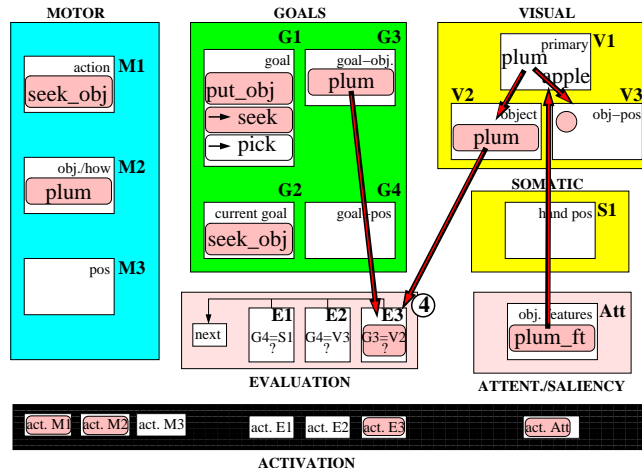 MOTOR
GOALS
VISUAL
action
M1
seek_obj
obj./how
M2
plum
pos
M3
G1
goal
put_obj
seek
pick
G3
goal-obj.
plum
G2
current goal
seek_obj
G4
goal-pos
V1
primary
plum
apple
V2
object
plum
V3
obj-pos
SOMATIC
S1
hand pos
next
E1
G4=S1
?
E2
G4=V3
?
E3
G3=V2
?
4
EVALUATION
Att
obj. features
plum_ft
ATTENT./SALIENCY
act. M1
act. M2
act. M3
act. E1
act. E2
act. E3
act. Att
ACTIVATION